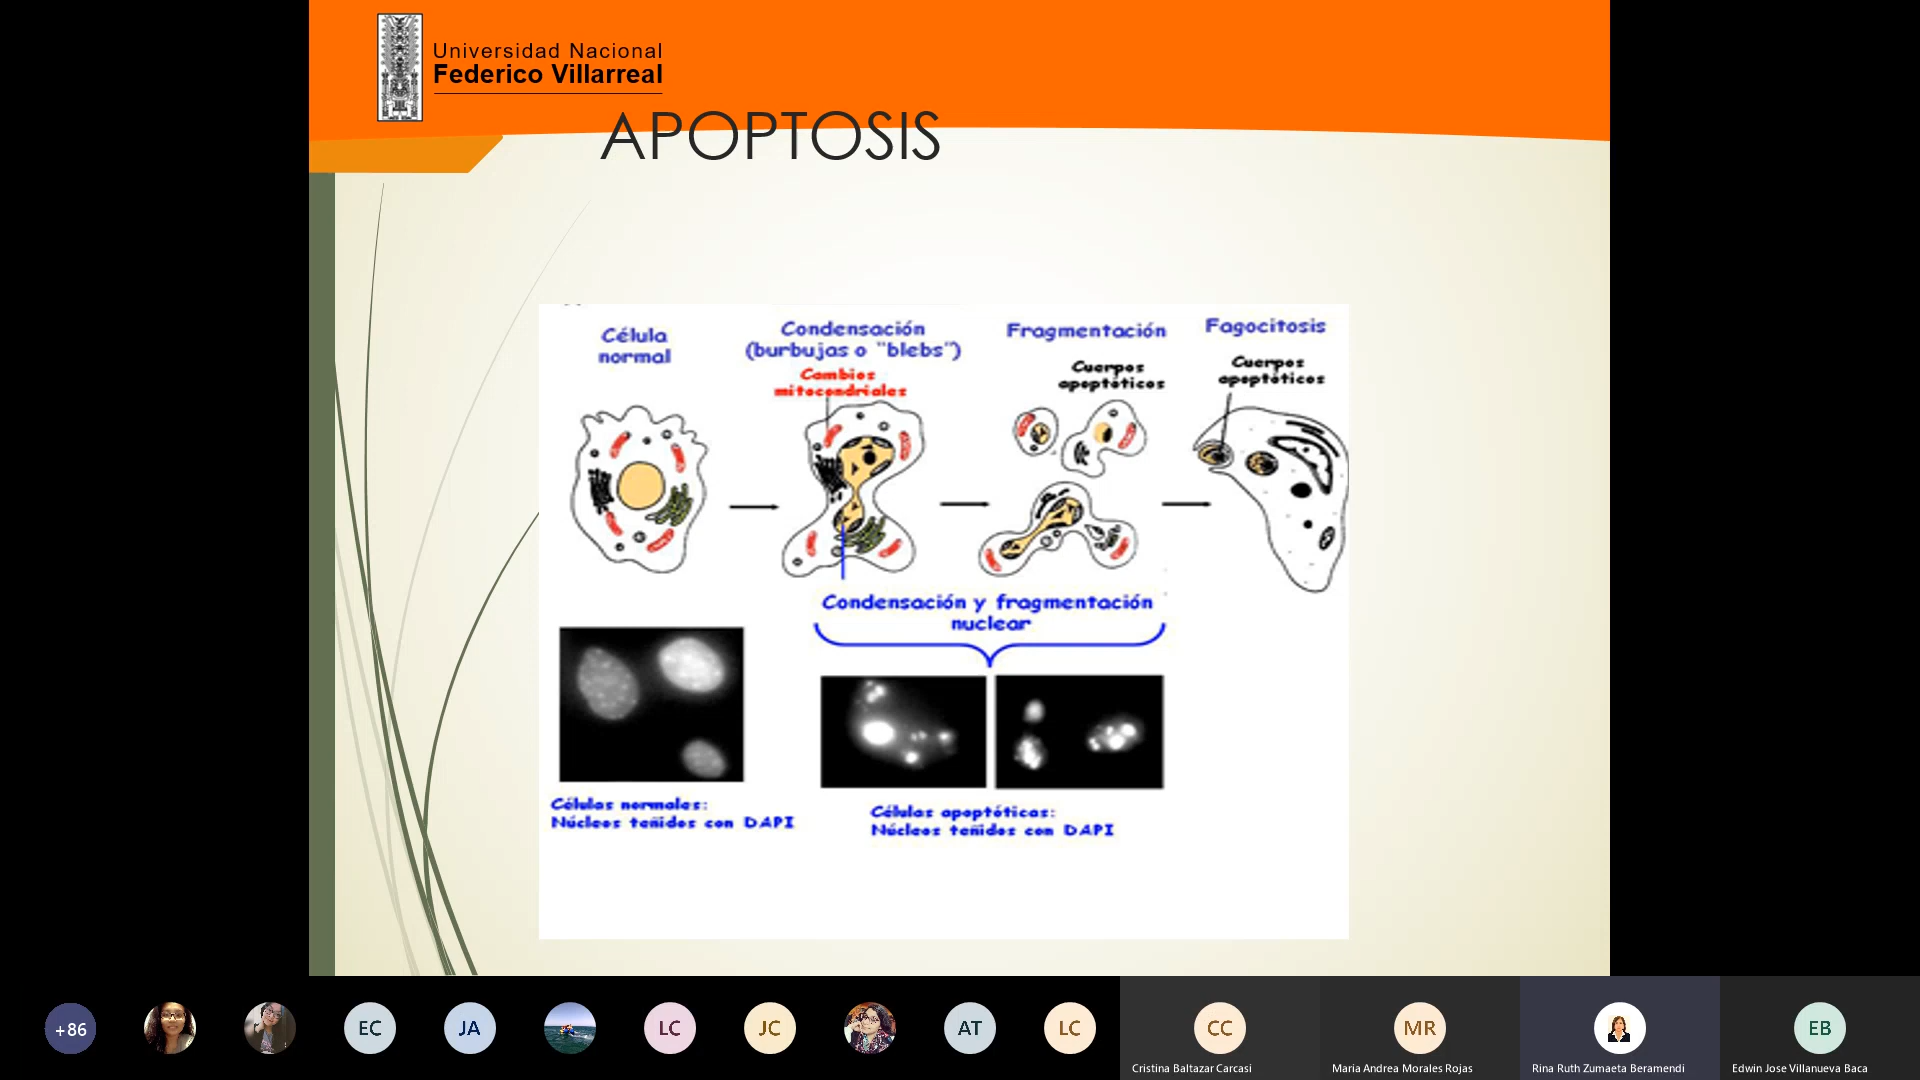 Universidad Nacional
Federico Villarreal
APOPTOSIS
Célula
normal
Condensación
(burbujas o "blebs")
Cambios
mitocondriales
Fragmentación
Cuerpos
apoptóticos
Fagocitosis
Cuerpos
apoptóticos
Condensación y fragmentación
nuclear
Células normales:
Núcleos teñidos con DAPI
Células apoptóticas:
Núcleos teñidos con DAPI
+86
EC
JA
LC
JC
AT
LC
CC
MR
EB
Cristina Baltazar Carcasi
Maria Andrea Morales Rojas
Rina Ruth Zumaeta Beramendi
Edwin Jose Villanueva Baca